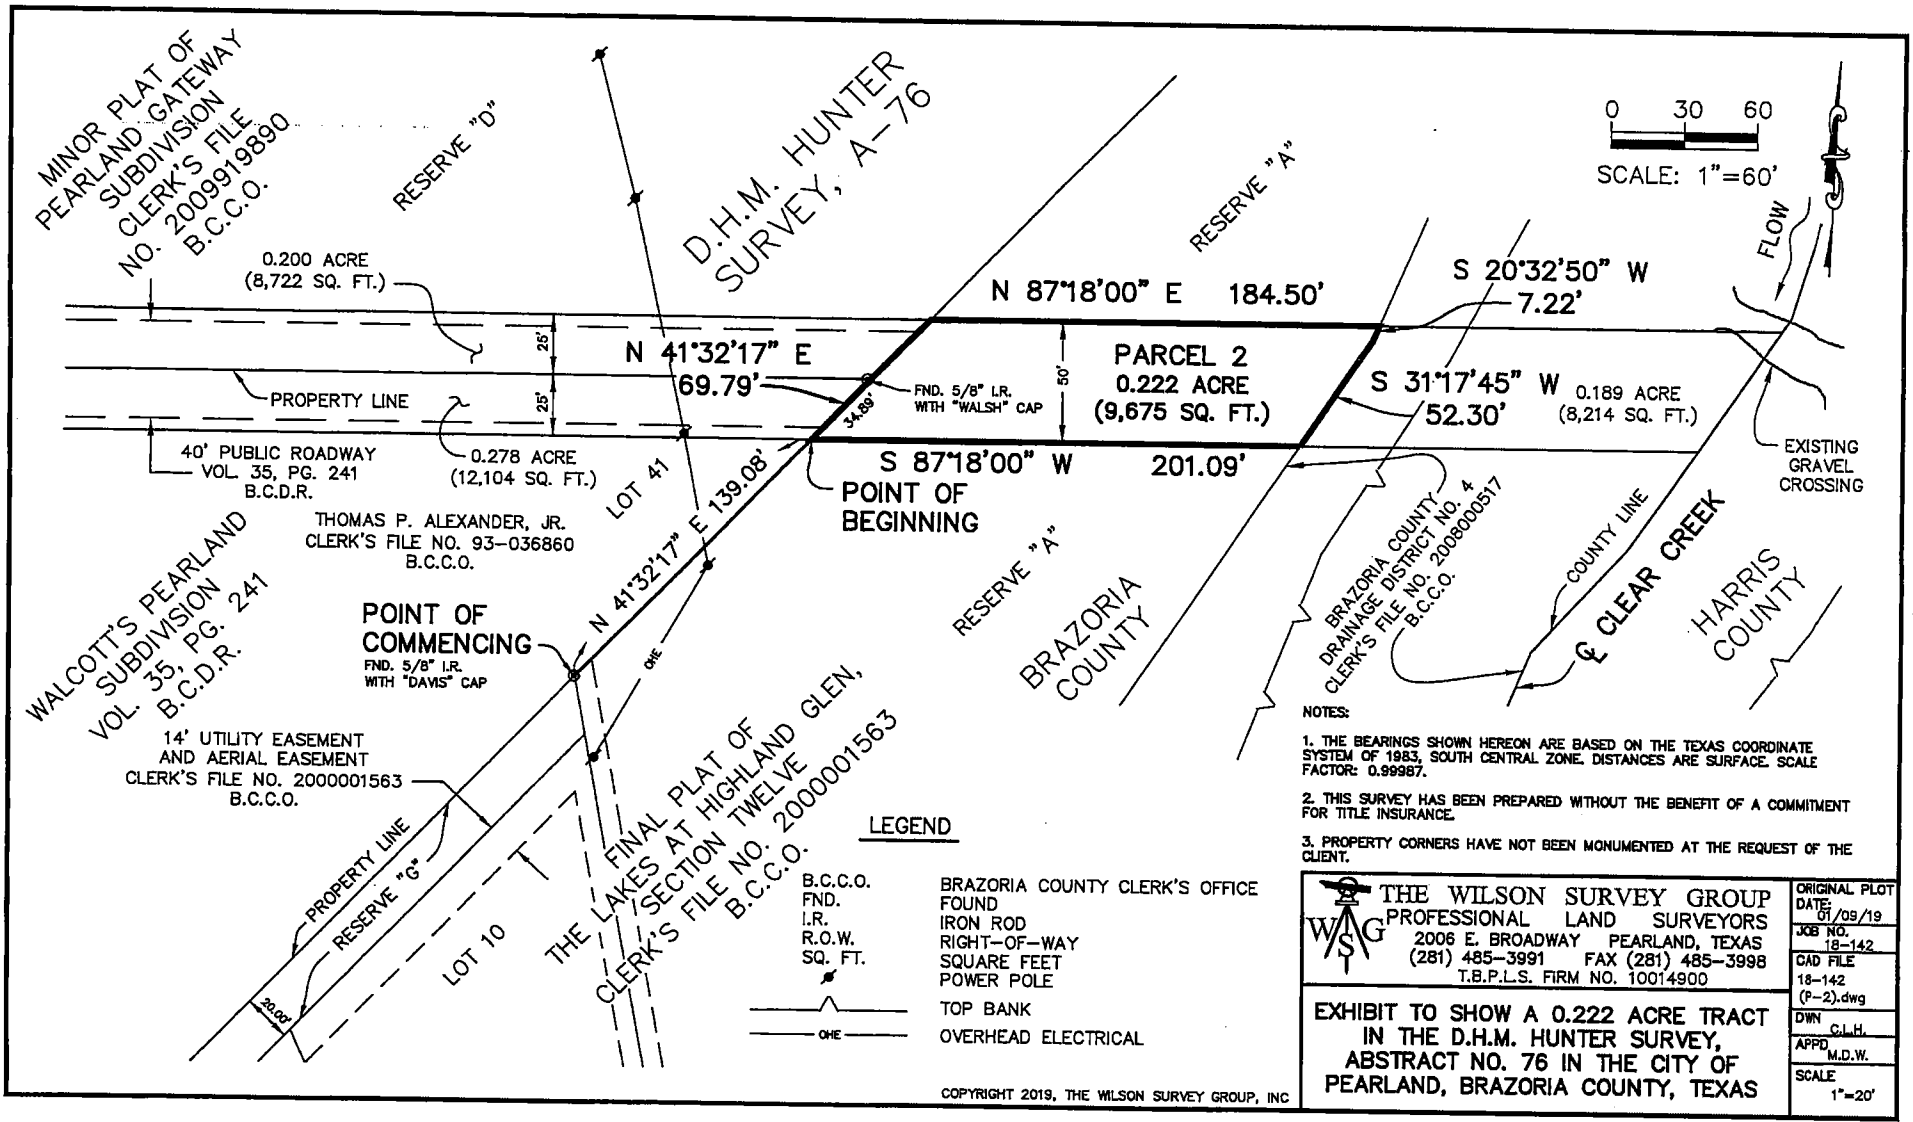 MINOR PLAT OF
PEARLAND GATEWAY
SUBDIVISION
CLERK'S FILE
NO. 2009919890
B.C.C.O.
RESERVE "D"
D.H.M. HUNTER
SURVEY, A-76
RESERVE "A"
0 30 60
SCALE: 1"=60'
FLOW
0.200 ACRE
(8,722 SQ. FT.)
25'
25'
N 41°32'17" E
69.79'
PROPERTY LINE
34.89'
FND. 5/8" I.R.
WITH "WALSH" CAP
N 87°18'00" E 184.50'
50'
PARCEL 2
0.222 ACRE
(9,675 SQ. FT.)
S 20°32'50" W
7.22'
S 31°17'45" W
52.30'
0.189 ACRE
(8,214 SQ. FT.)
EXISTING
GRAVEL
CROSSING
40' PUBLIC ROADWAY
VOL. 35, PG. 241
B.C.D.R.
0.278 ACRE
(12,104 SQ. FT.)
LOT 41
S 87°18'00" W 201.09'
POINT OF
BEGINNING
N 41°32'17" E 139.08'
THOMAS P. ALEXANDER, JR.
CLERK'S FILE NO. 93-036860
B.C.C.O.
WALCOTT'S PEARLAND
SUBDIVISION
VOL. 35, PG. 241
B.C.D.R.
POINT OF
COMMENCING
FND. 5/8" I.R.
WITH "DAVIS" CAP
OHE
RESERVE "A"
BRAZORIA
COUNTY
BRAZORIA COUNTY
DRAINAGE DISTRICT NO. 4
CLERK'S FILE NO. 2008000517
B.C.C.O.
COUNTY LINE
℄ CLEAR CREEK
HARRIS
COUNTY
14' UTILITY EASEMENT
AND AERIAL EASEMENT
CLERK'S FILE NO. 2000001563
B.C.C.O.
PROPERTY LINE
RESERVE "G"
20.00'
LOT 10
FINAL PLAT OF
THE LAKES AT HIGHLAND GLEN,
SECTION TWELVE
CLERK'S FILE NO. 2000001563
B.C.C.O.
LEGEND
B.C.C.O. BRAZORIA COUNTY CLERK'S OFFICE
FND. FOUND
I.R. IRON ROD
R.O.W. RIGHT-OF-WAY
SQ. FT. SQUARE FEET
POWER POLE
TOP BANK
OHE OVERHEAD ELECTRICAL
COPYRIGHT 2019, THE WILSON SURVEY GROUP, INC
NOTES:
1. THE BEARINGS SHOWN HEREON ARE BASED ON THE TEXAS COORDINATE
SYSTEM OF 1983, SOUTH CENTRAL ZONE. DISTANCES ARE SURFACE. SCALE
FACTOR: 0.99987.
2. THIS SURVEY HAS BEEN PREPARED WITHOUT THE BENEFIT OF A COMMITMENT
FOR TITLE INSURANCE.
3. PROPERTY CORNERS HAVE NOT BEEN MONUMENTED AT THE REQUEST OF THE
CLIENT.
WSG
THE WILSON SURVEY GROUP
PROFESSIONAL LAND SURVEYORS
2006 E. BROADWAY PEARLAND, TEXAS
(281) 485-3991 FAX (281) 485-3998
T.B.P.L.S. FIRM NO. 10014900
EXHIBIT TO SHOW A 0.222 ACRE TRACT
IN THE D.H.M. HUNTER SURVEY,
ABSTRACT NO. 76 IN THE CITY OF
PEARLAND, BRAZORIA COUNTY, TEXAS
ORIGINAL PLOT
DATE:
01/09/19
JOB NO.
18-142
CAD FILE
18-142
(P-2).dwg
DWN
C.L.H.
APPD
M.D.W.
SCALE
1"=20'